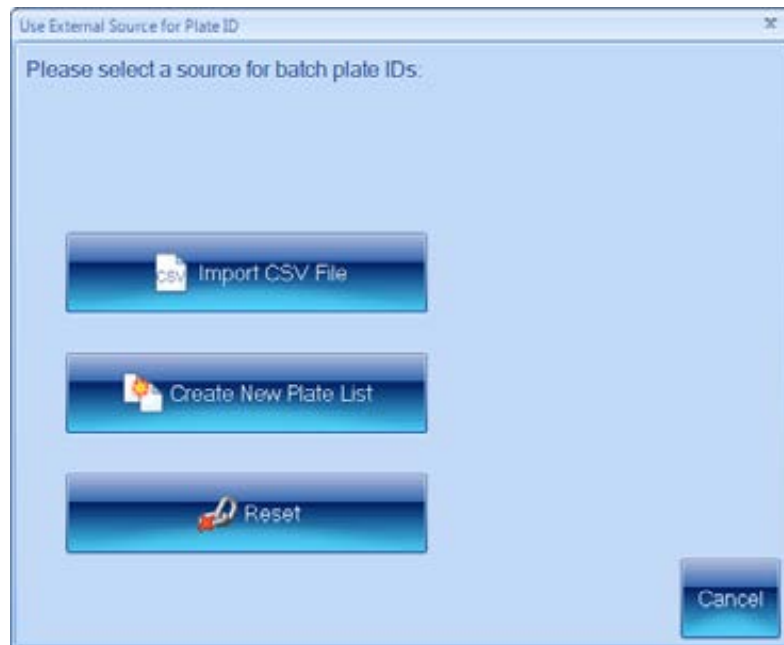 Use External Source for Plate ID
Please select a source for batch plate IDs:
CSV
Import CSV File
Create New Plate List
Reset
Cancel